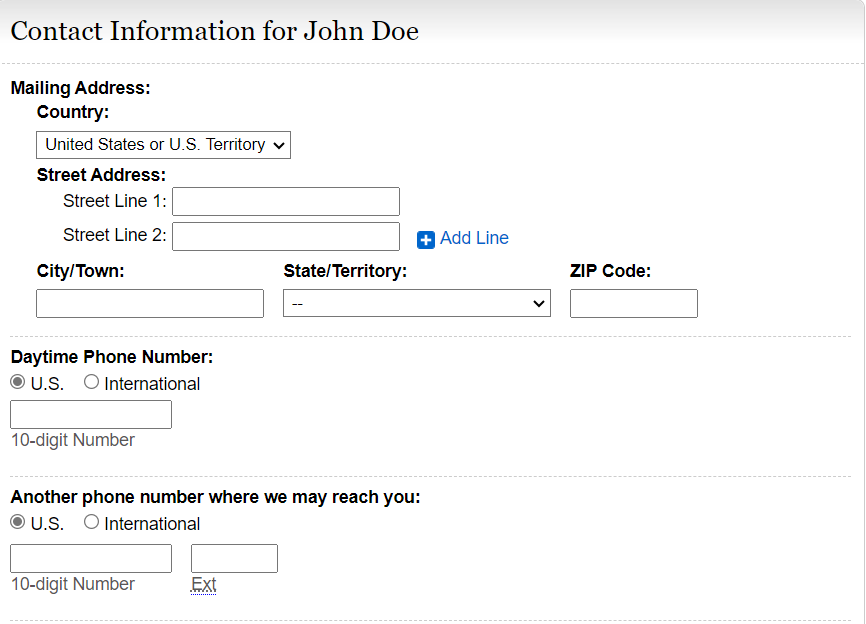 Contact Information for John Doe
Mailing Address:
Country:
United States or U.S. Territory
Street Address:
Street Line 1:
Street Line 2:
Add Line
City/Town: State/Territory: ZIP Code:
--
Daytime Phone Number:
U.S. International
10-digit Number
Another phone number where we may reach you:
U.S. International
10-digit Number Ext